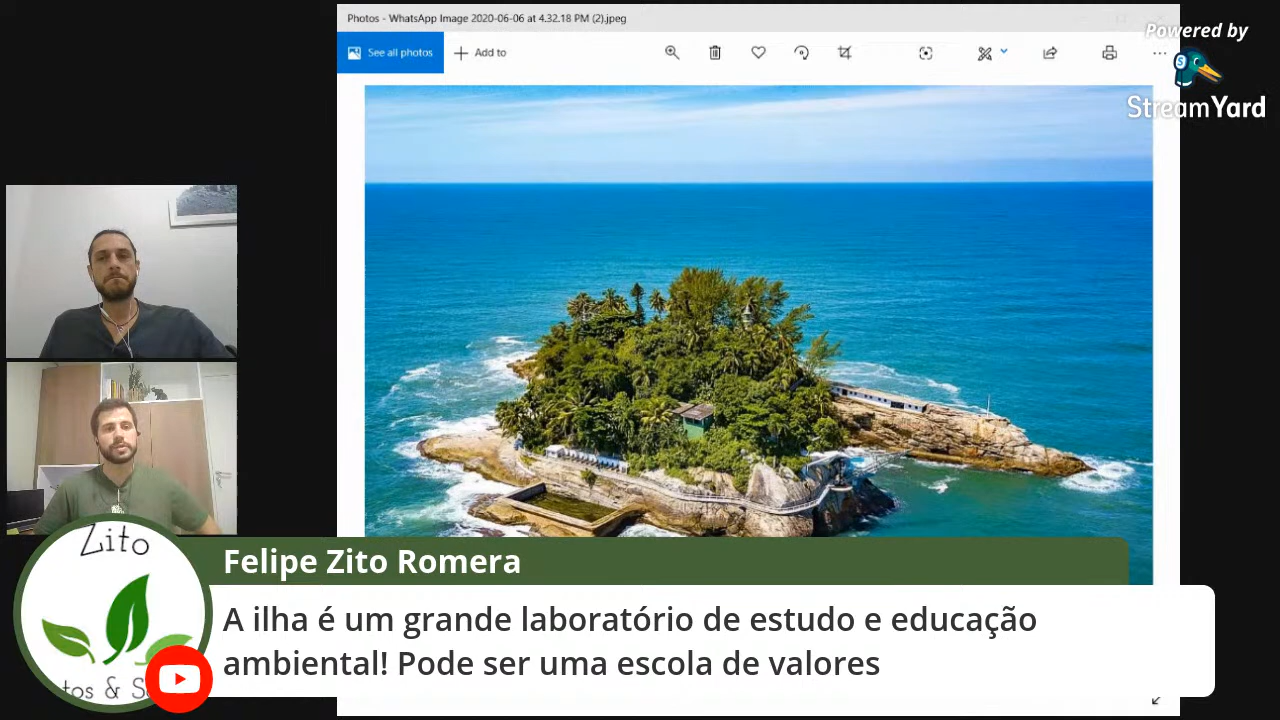 Photos - WhatsApp Image 2020-06-06 at 4.32.18 PM (2).jpeg
See all photos
Add to
Powered by
StreamYard
Zito
Felipe Zito Romera
A ilha é um grande laboratório de estudo e educação
ambiental! Pode ser uma escola de valores